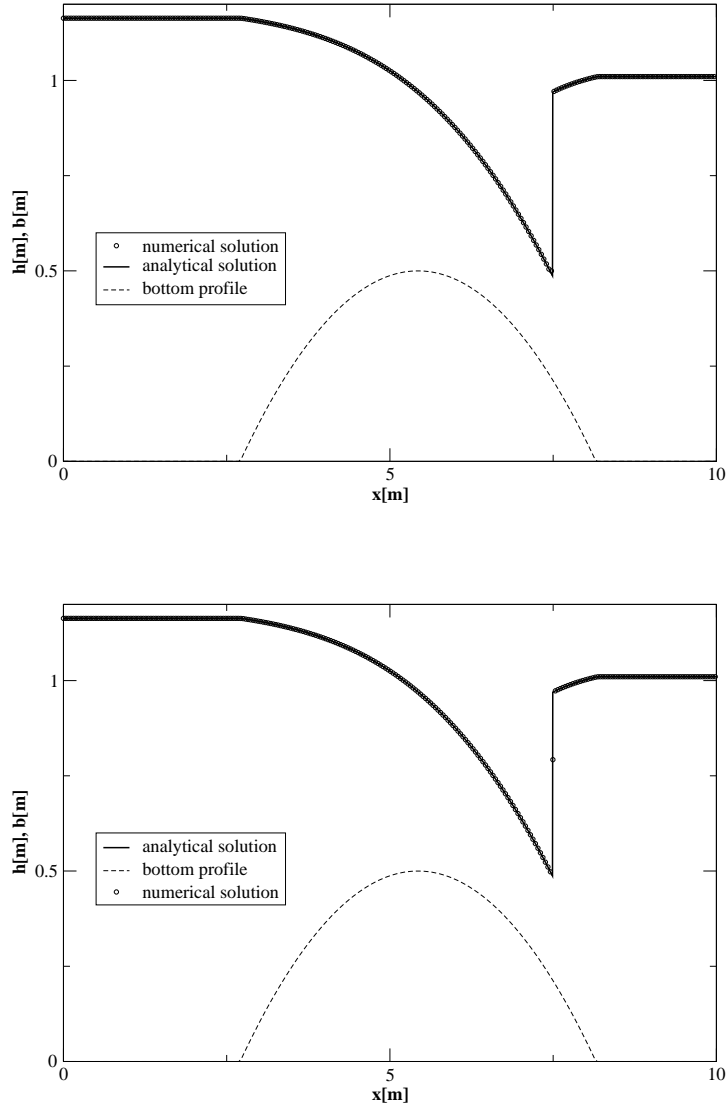 1
0.5
0
h[m], b[m]
numerical solution
analytical solution
bottom profile
0
5
10
x[m]
1
0.5
0
h[m], b[m]
analytical solution
bottom profile
numerical solution
0
5
10
x[m]